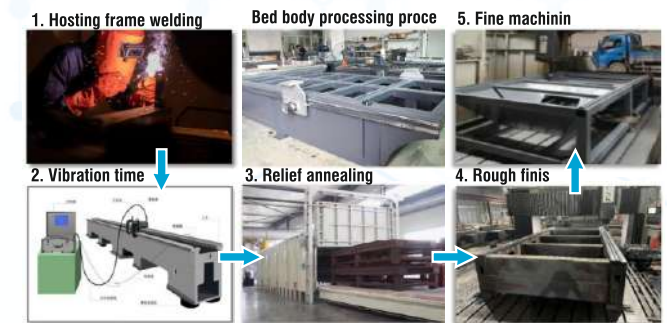 1. Hosting frame welding
Bed body processing proce
5. Fine machinin
2. Vibration time
3. Relief annealing
4. Rough finis